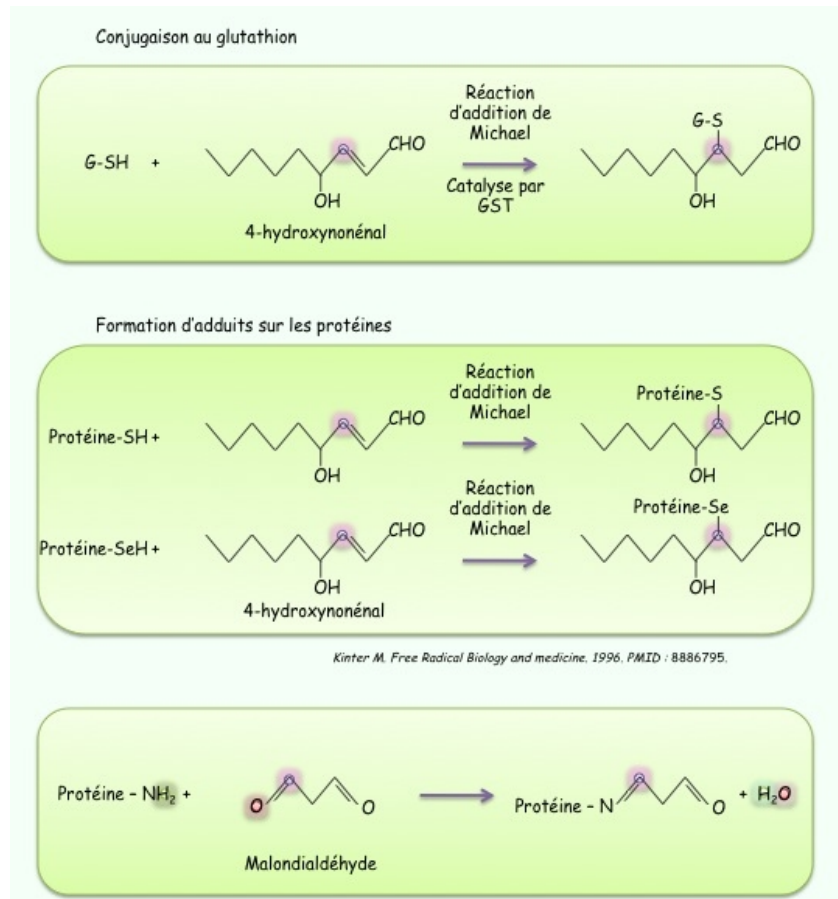 Conjugaison au glutathion
Réaction
d'addition de
Michael
G-S
CHO
CHO
G-SH +
OH
Catalyse par
GST
OH
4-hydroxynonénal
Formation d'adduits sur les protéines
Réaction
d'addition de
Michael
Protéine-S
CHO
CHO
Protéine-SH +
OH
OH
Réaction
d'addition de
Michael
Protéine-Se
CHO
CHO
Protéine-SeH +
OH
OH
4-hydroxynonénal
Kinter M. Free Radical Biology and medicine. 1996. PMID : 8886795.
Protéine - NH2 +
O
O
Protéine - N
O
+ H2O
Malondialdéhyde